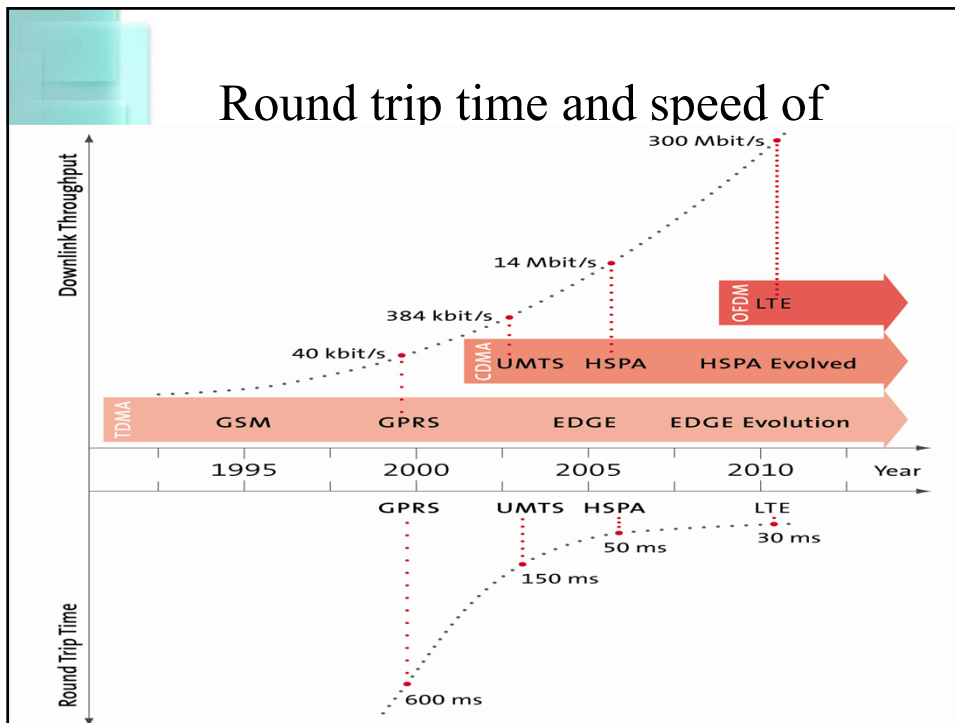 Round trip time and speed of
Downlink Throughput
300 Mbit/s
14 Mbit/s
384 kbit/s
40 kbit/s
OFDM LTE
CDMA UMTS HSPA HSPA Evolved
TDMA GSM GPRS EDGE EDGE Evolution
1995 2000 2005 2010 Year
GPRS UMTS HSPA LTE
30 ms
50 ms
150 ms
600 ms
Round Trip Time